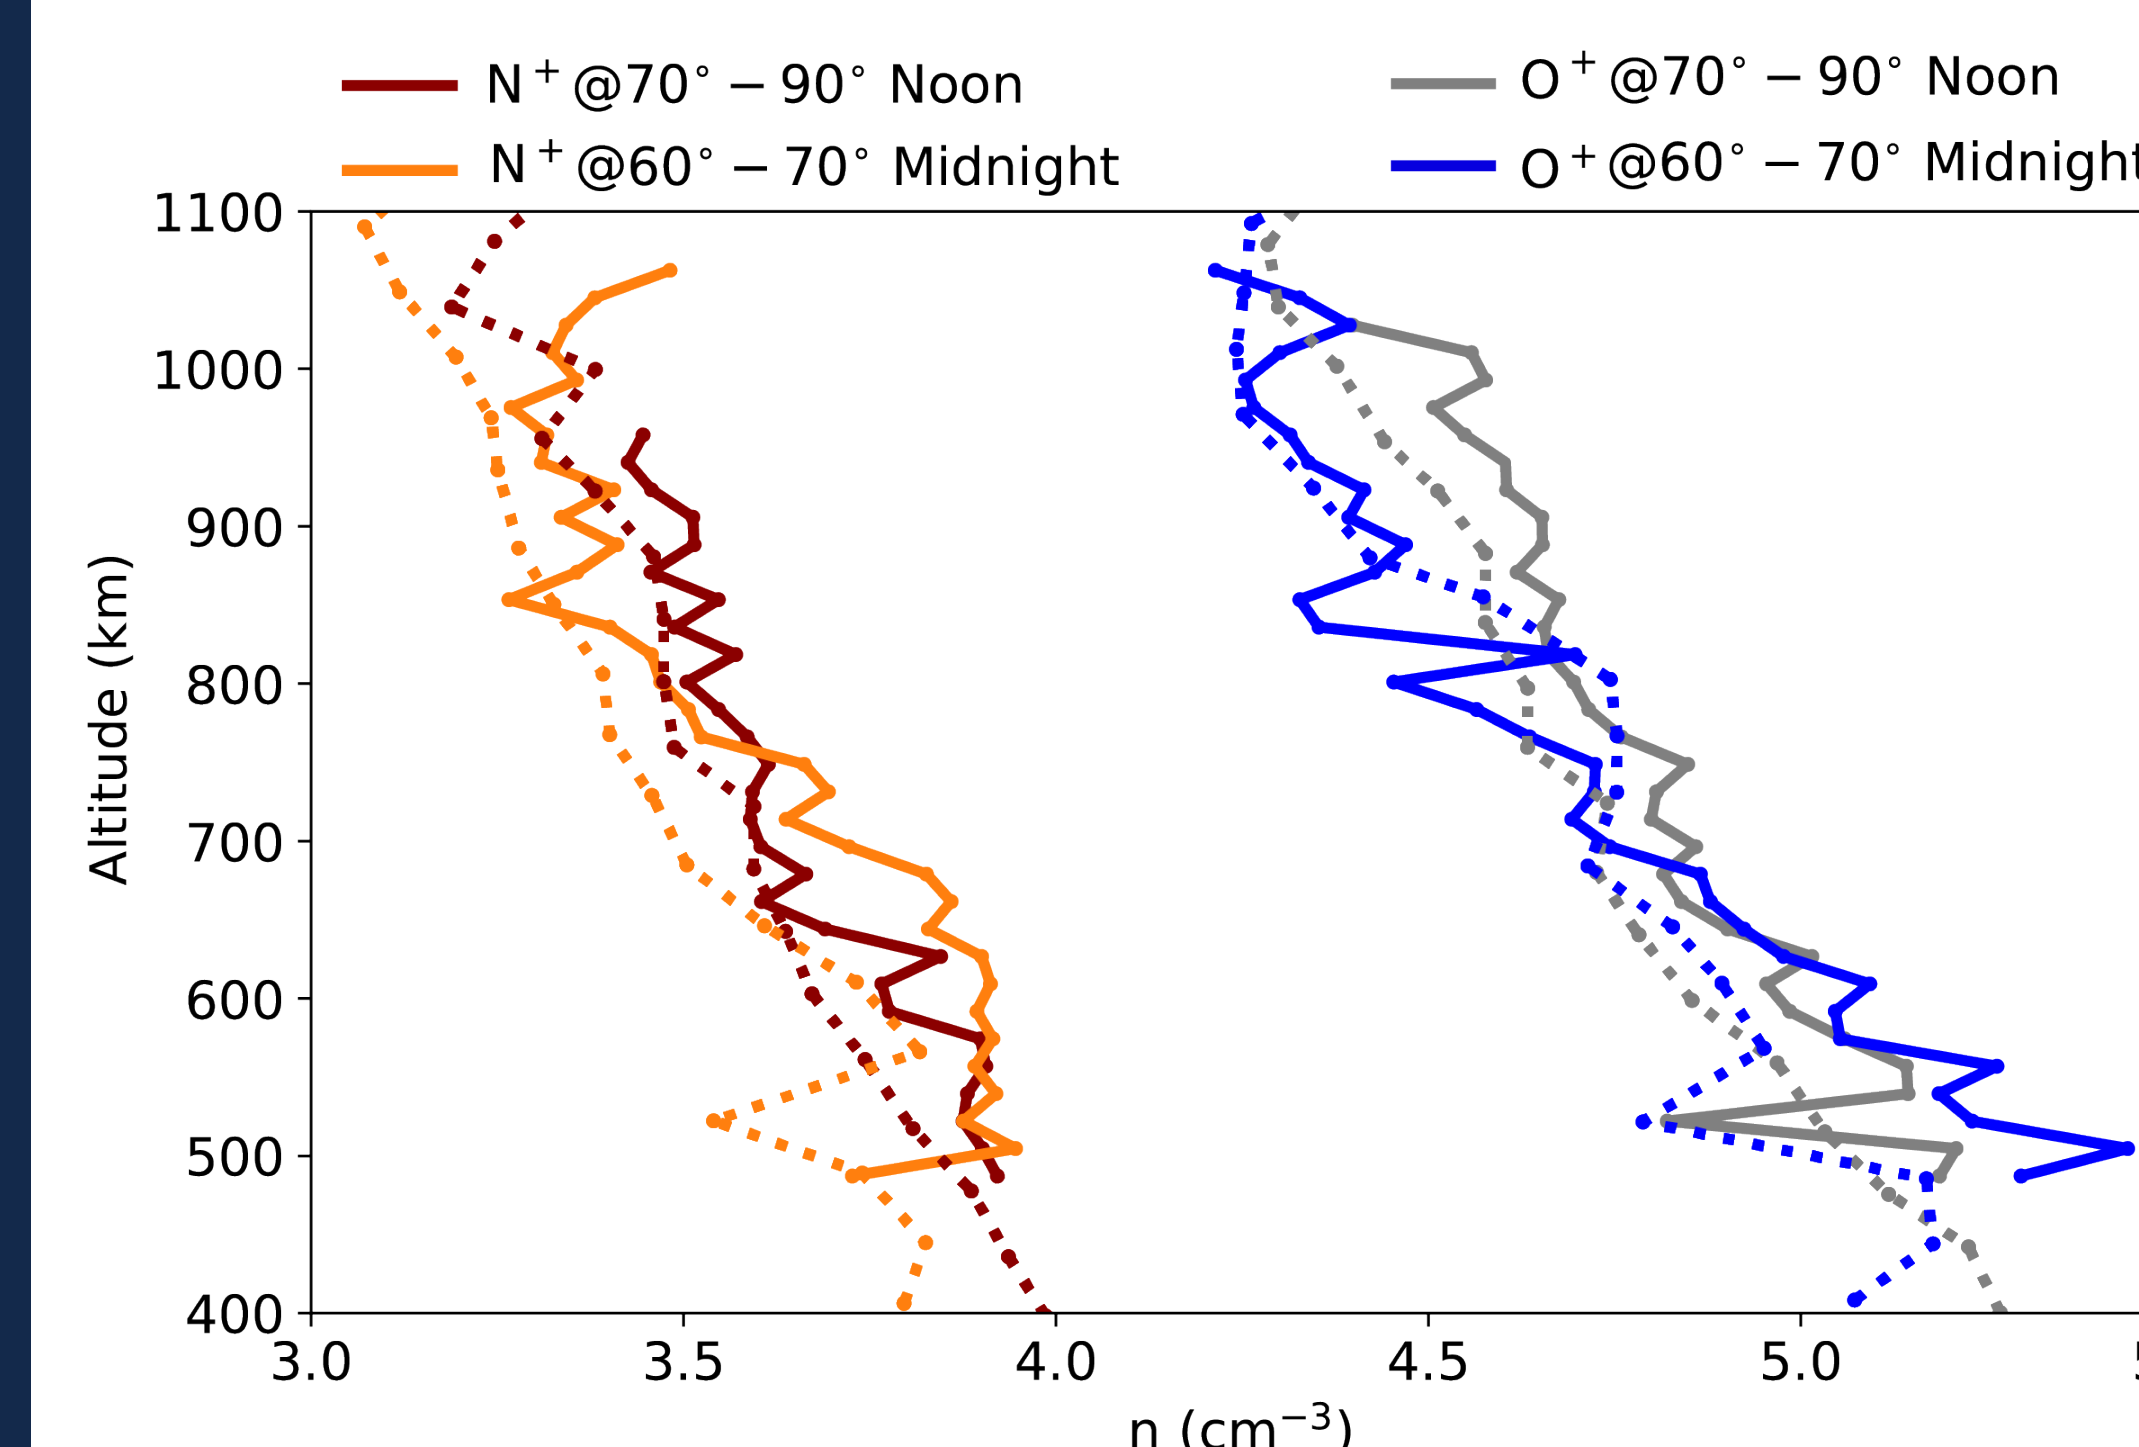 N⁺@70° − 90° Noon
O⁺@70° − 90° Noon
N⁺@60° − 70° Midnight
O⁺@60° − 70° Midnight
1100
1000
900
800
700
600
500
400
Altitude (km)
3.0 3.5 4.0 4.5 5.0
n (cm⁻³)